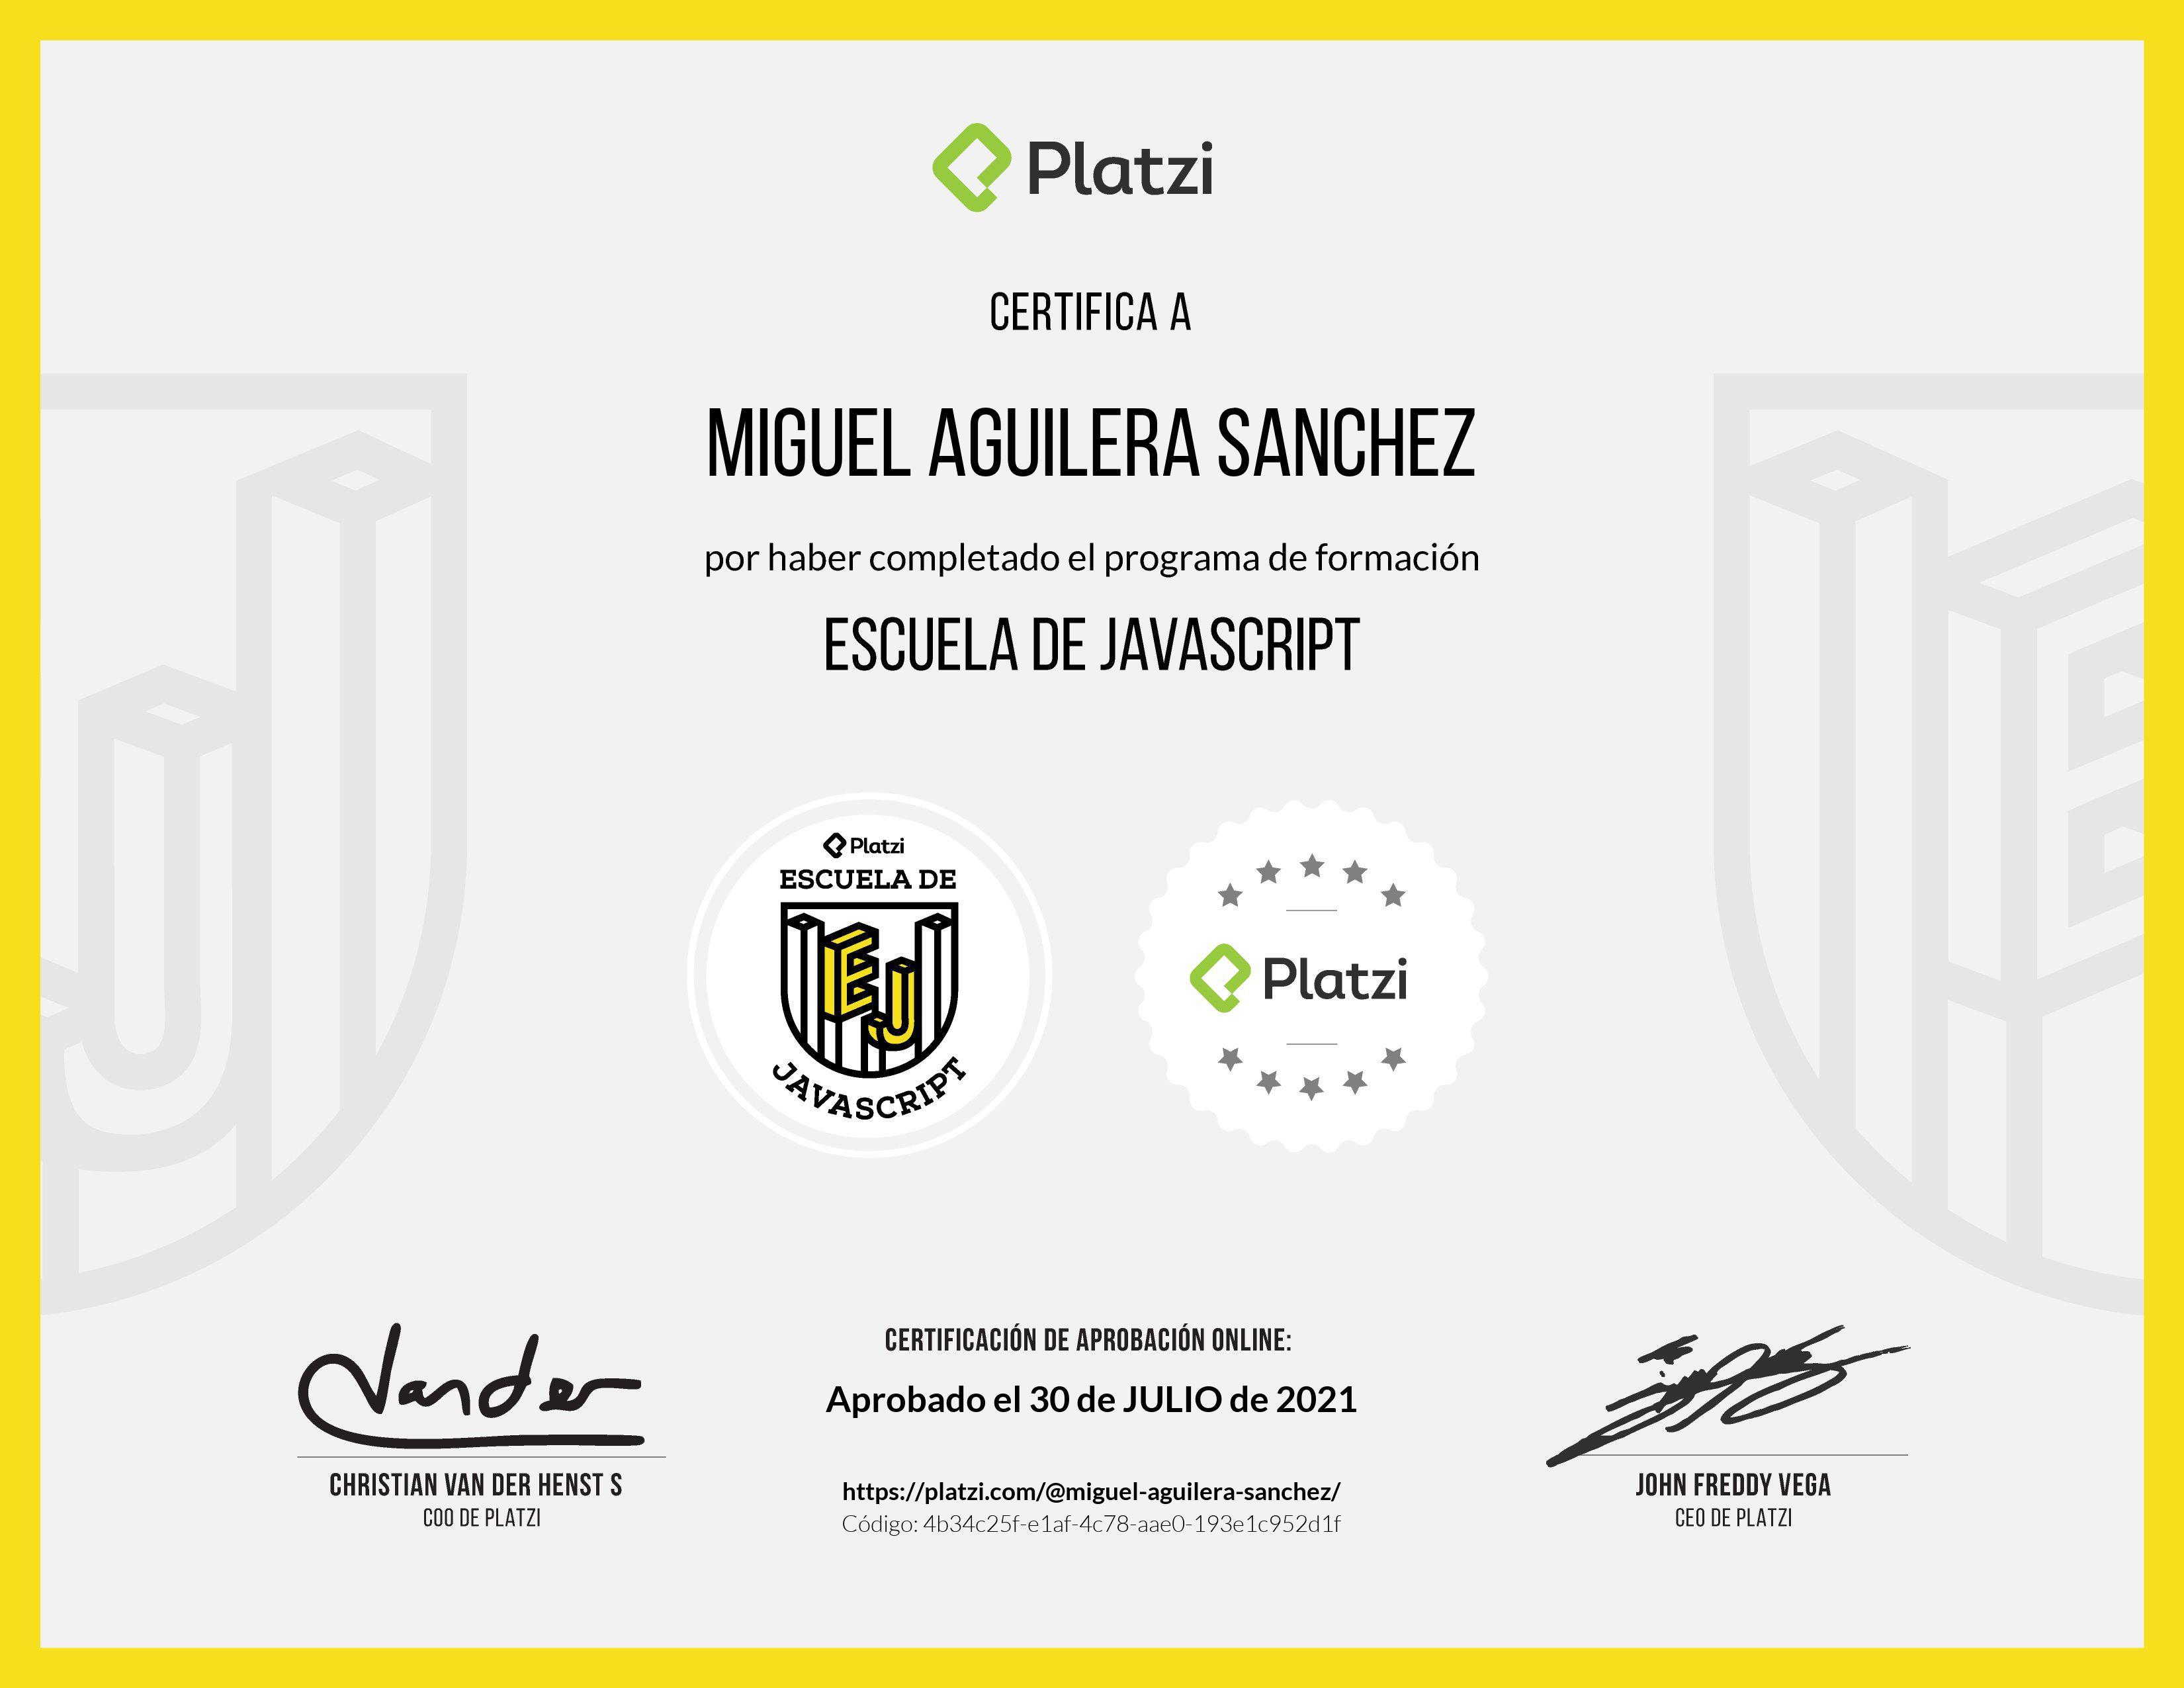 Platzi
CERTIFICA A
MIGUEL AGUILERA SANCHEZ
por haber completado el programa de formación
ESCUELA DE JAVASCRIPT
Platzi
ESCUELA DE
EJ
JAVASCRIPT
Platzi
Vander
CHRISTIAN VAN DER HENST S
COO DE PLATZI
CERTIFICACIÓN DE APROBACIÓN ONLINE:
Aprobado el 30 de JULIO de 2021
https://platzi.com/@miguel-aguilera-sanchez/
Código: 4b34c25f-e1af-4c78-aae0-193e1c952d1f
JOHN FREDDY VEGA
CEO DE PLATZI